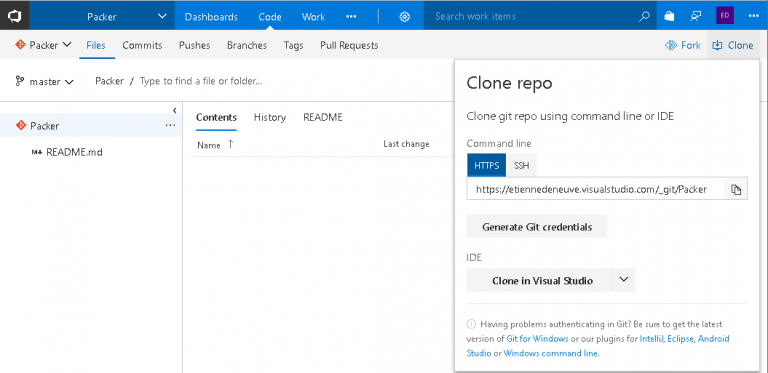 Packer Dashboards Code Work ··· Search work items ED ···
Packer Files Commits Pushes Branches Tags Pull Requests Fork Clone
master Packer / Type to find a file or folder...
Clone repo
Clone git repo using command line or IDE
Command line
HTTPS SSH
https://etiennedeneuve.visualstudio.com/_git/Packer
Generate Git credentials
IDE
Clone in Visual Studio
Having problems authenticating in Git? Be sure to get the latest
version of Git for Windows or our plugins for IntelliJ, Eclipse, Android
Studio or Windows command line.
Packer ···
M↓ README.md
Contents History README
Name ↑ Last change